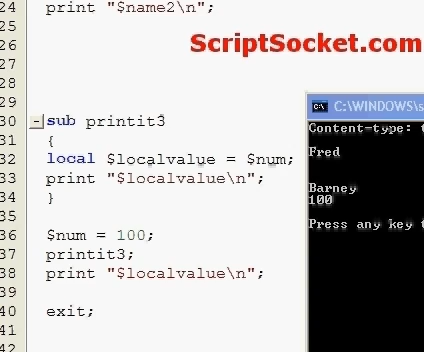 24 print "$name2\n";
25
26 ScriptSocket.com
27
28
29
30 sub printit3
31 {
32 local $localvalue = $num;
33 print "$localvalue\n";
34 }
35
36 $num = 100;
37 printit3;
38 print "$localvalue\n";
39
40 exit;
41
42
C:\WINDOWS\s
Content-type: t
Fred
Barney
100
Press any key t